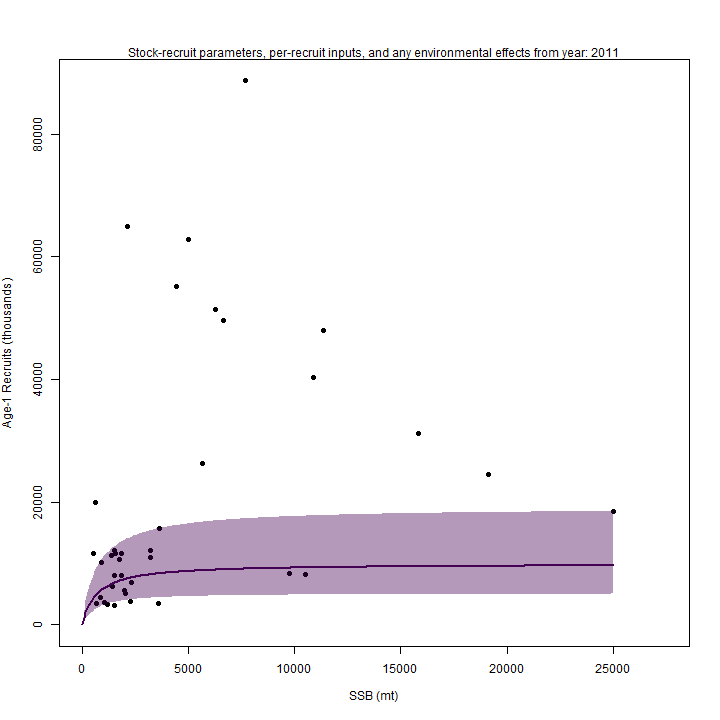 Stock-recruit parameters, per-recruit inputs, and any environmental effects from year: 2011
Age-1 Recruits (thousands)
80000
60000
40000
20000
0
0 5000 10000 15000 20000 25000
SSB (mt)